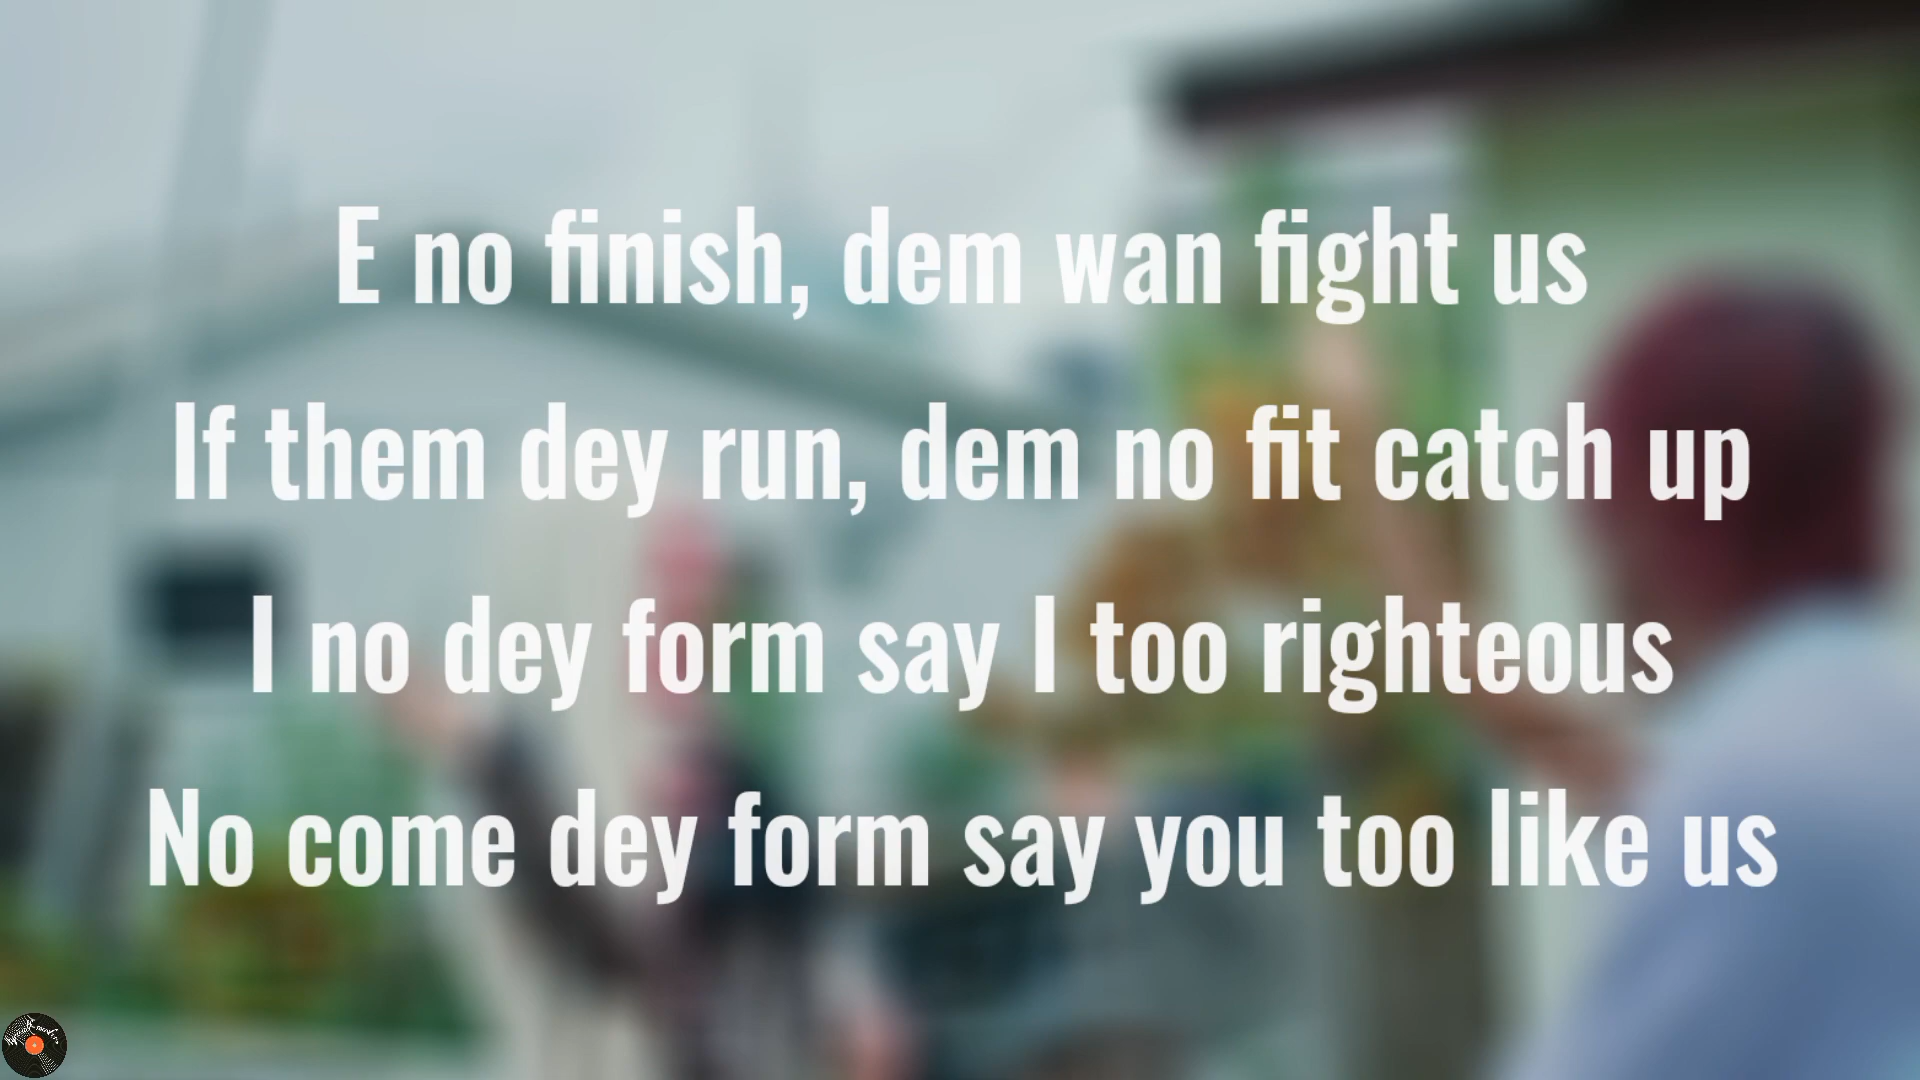 E no finish, dem wan fight us
If them dey run, dem no fit catch up
I no dey form say I too righteous
No come dey form say you too like us